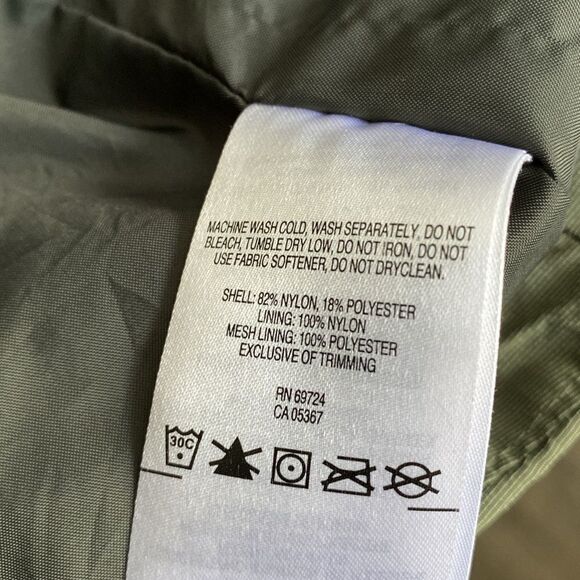 MACHINE WASH COLD, WASH SEPARATELY, DO NOT
BLEACH, TUMBLE DRY LOW, DO NOT IRON, DO NOT
USE FABRIC SOFTENER, DO NOT DRYCLEAN.
SHELL: 82% NYLON, 18% POLYESTER
LINING: 100% NYLON
MESH LINING: 100% POLYESTER
EXCLUSIVE OF TRIMMING
RN 69724
CA 05367
30C